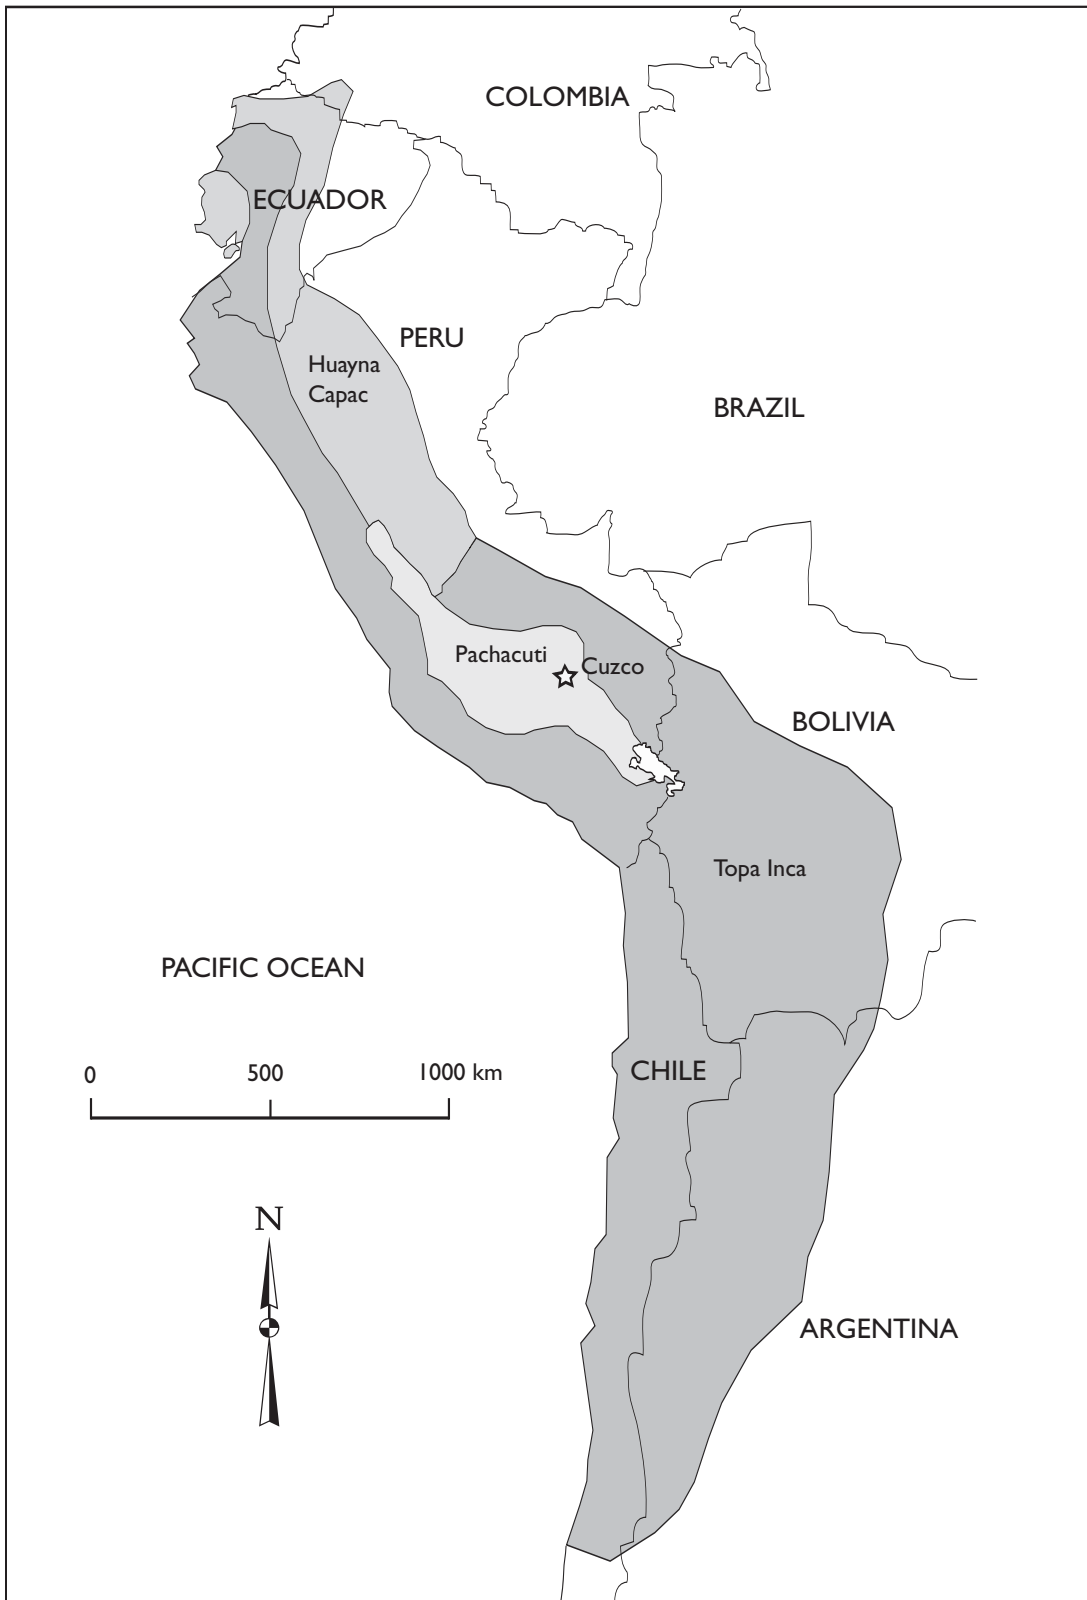 COLOMBIA
ECUADOR
PERU
Huayna
Capac
BRAZIL
Pachacuti
Cuzco
BOLIVIA
Topa Inca
PACIFIC OCEAN
0 500 1000 km
CHILE
N
ARGENTINA